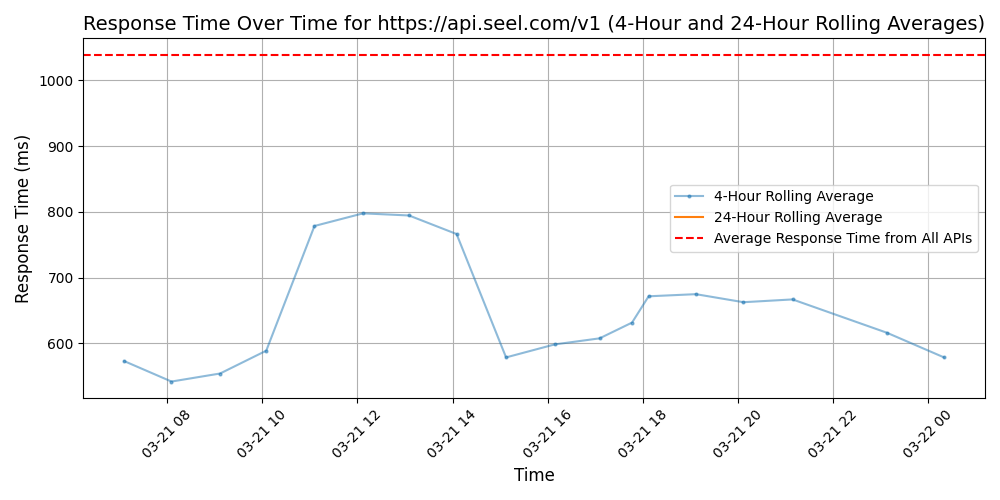 Response Time Over Time for https://api.seel.com/v1 (4-Hour and 24-Hour Rolling Averages)
Response Time (ms)
1000
900
800
700
600
4-Hour Rolling Average
24-Hour Rolling Average
Average Response Time from All APIs
03-21 08
03-21 10
03-21 12
03-21 14
03-21 16
03-21 18
03-21 20
03-21 22
03-22 00
Time